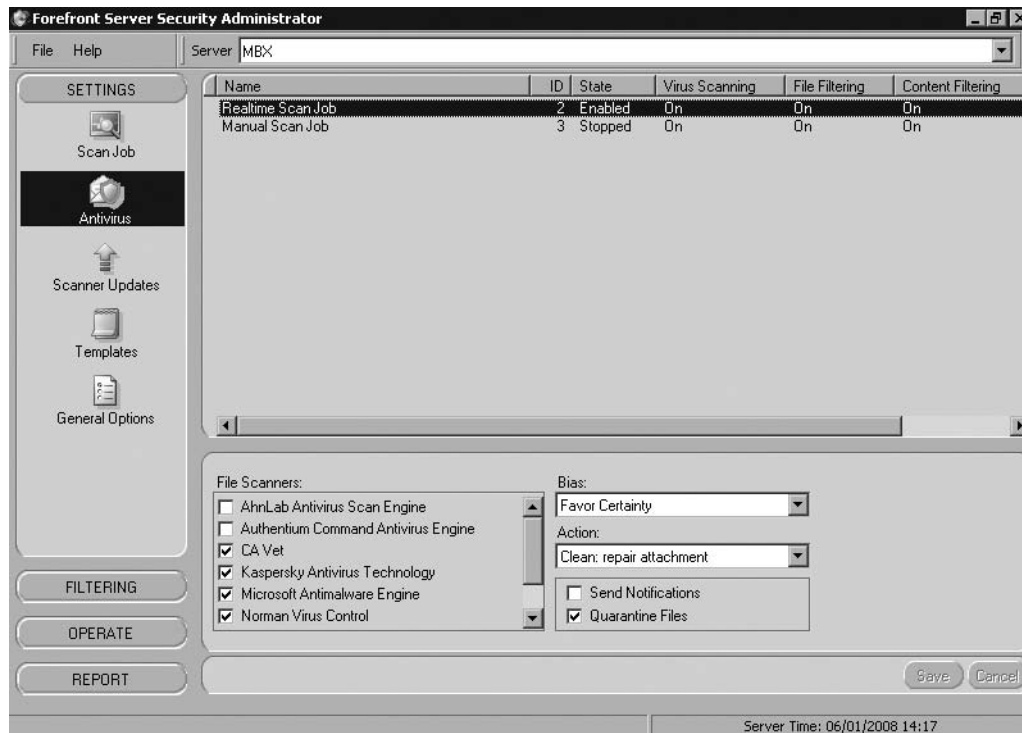 Forefront Server Security Administrator
File Help Server MBX
SETTINGS
Scan Job
Antivirus
Scanner Updates
Templates
General Options
FILTERING
OPERATE
REPORT
Name ID State Virus Scanning File Filtering Content Filtering
Realtime Scan Job 2 Enabled On On On
Manual Scan Job 3 Stopped On On On
File Scanners:
AhnLab Antivirus Scan Engine
Authentium Command Antivirus Engine
CA Vet
Kaspersky Antivirus Technology
Microsoft Antimalware Engine
Norman Virus Control
Bias:
Favor Certainty
Action:
Clean: repair attachment
Send Notifications
Quarantine Files
Save Cancel
Server Time: 06/01/2008 14:17